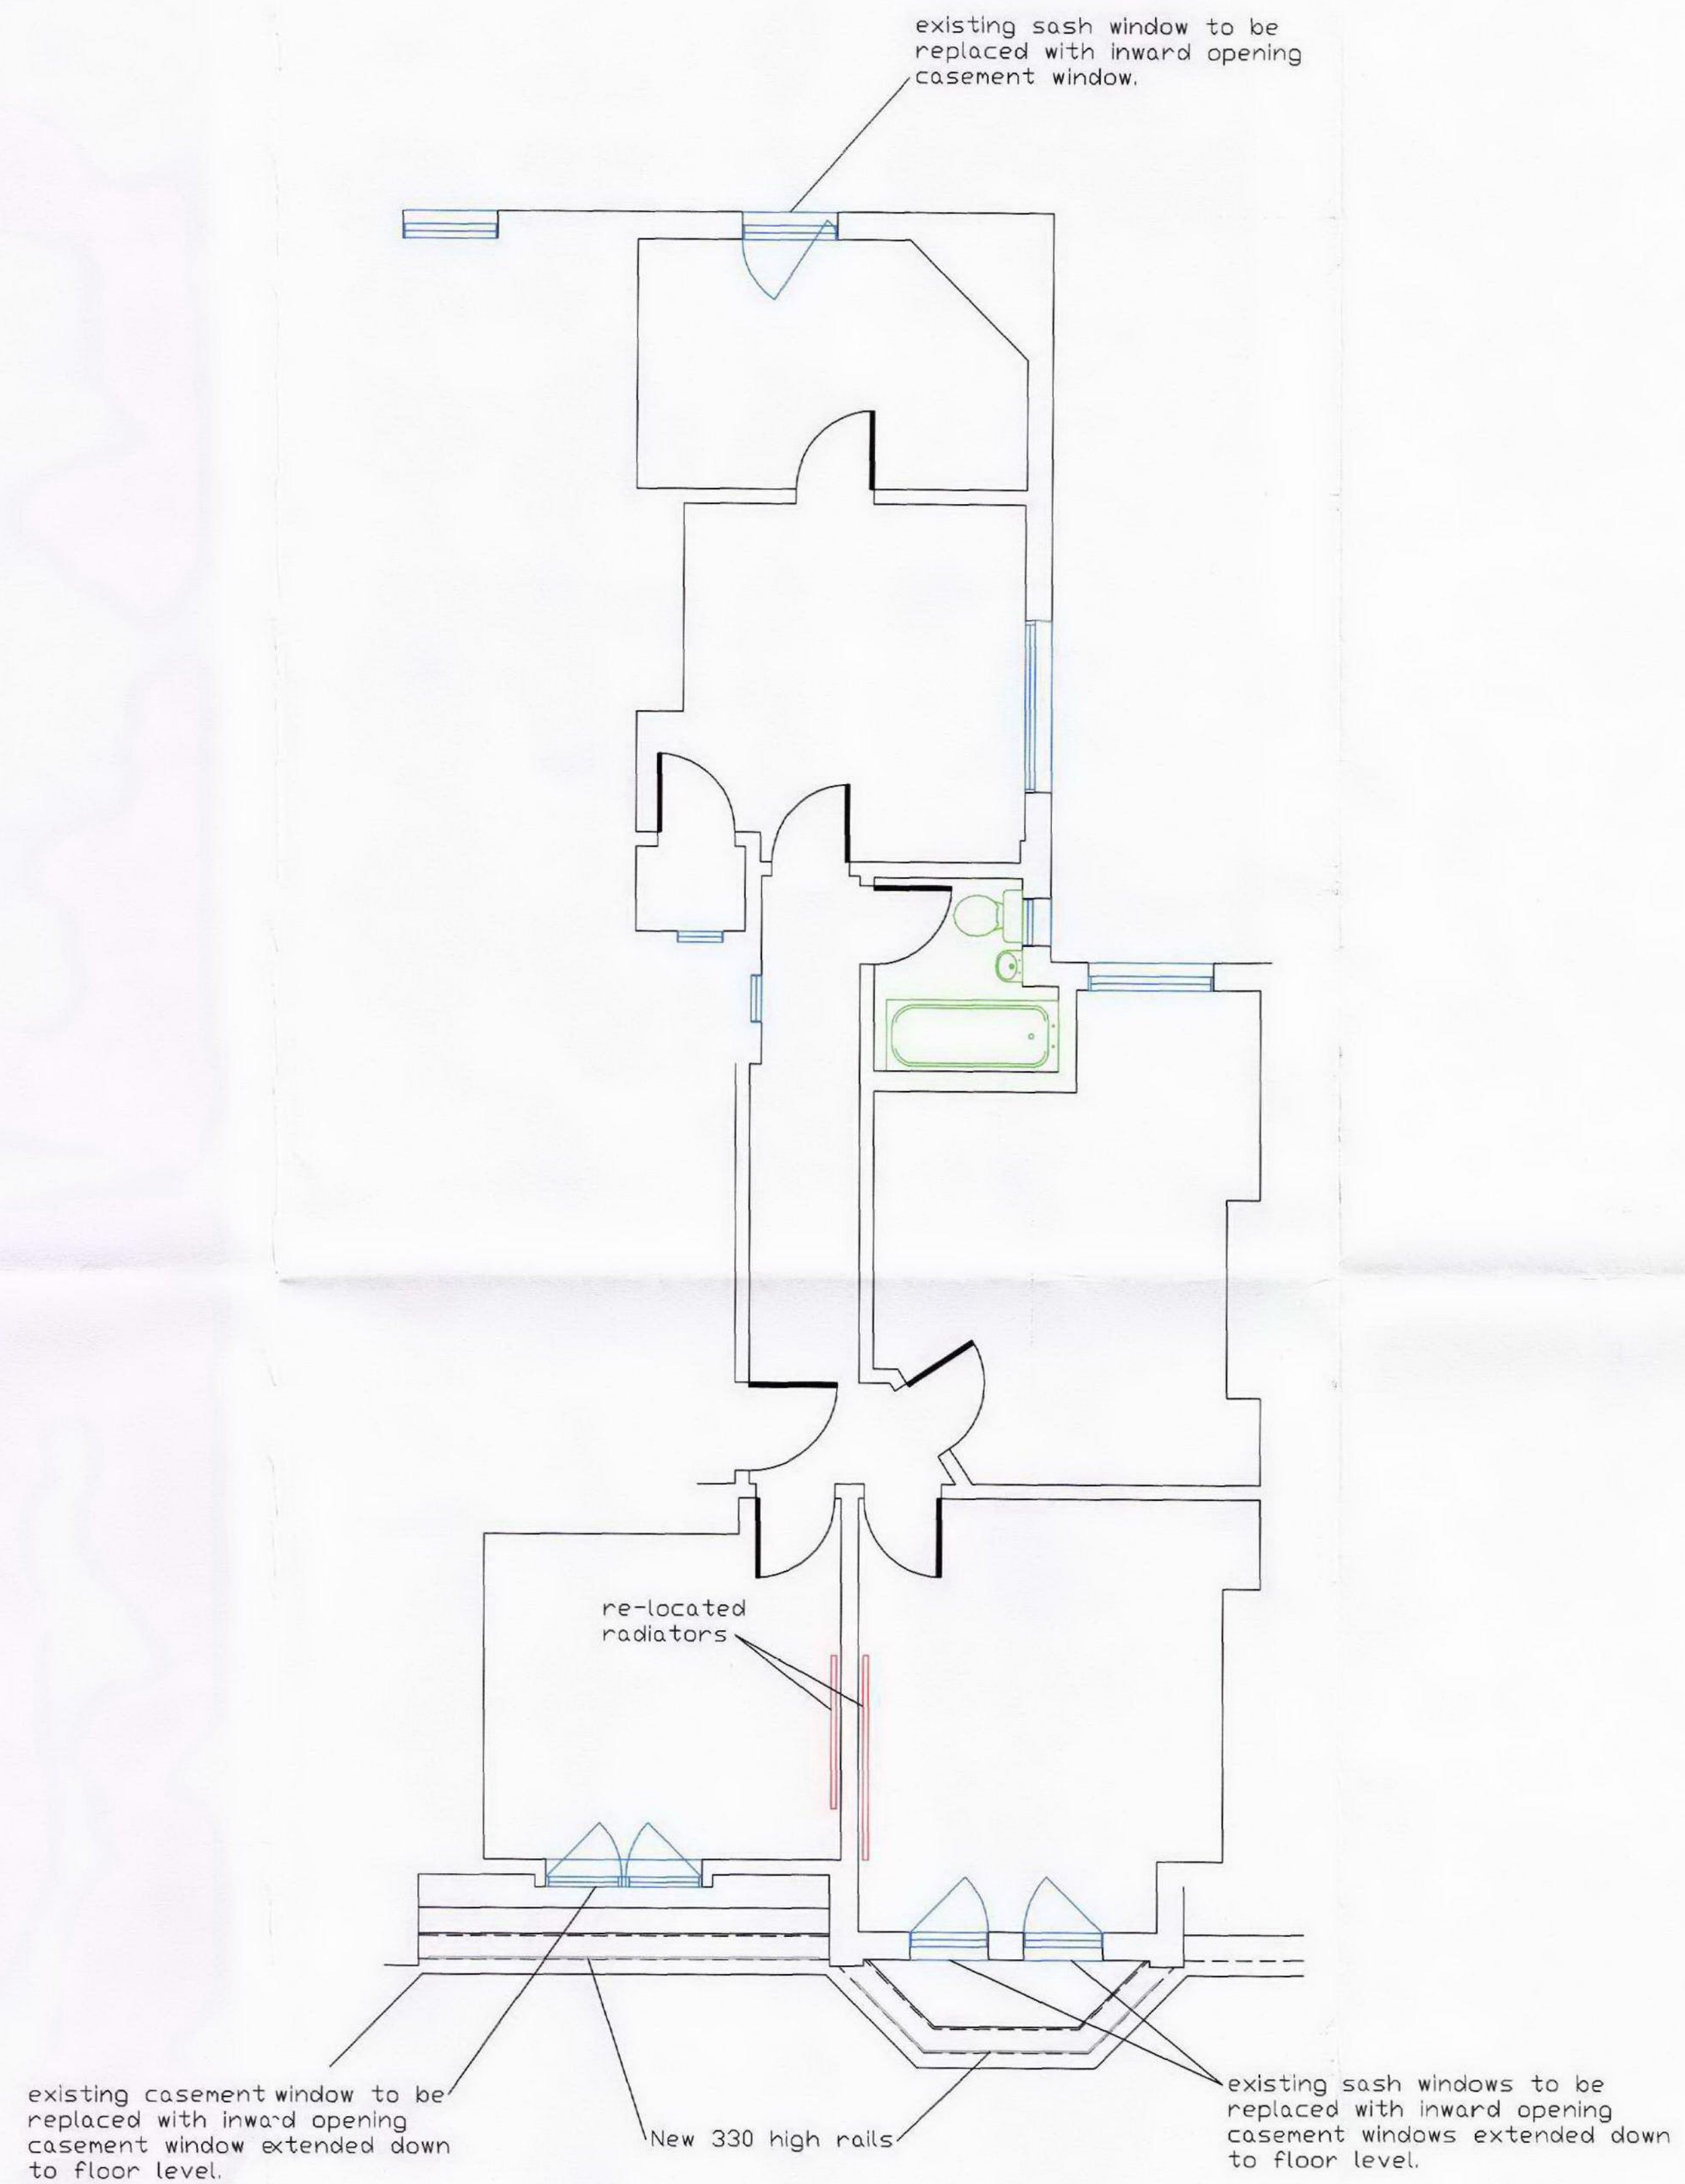 existing sash window to be
replaced with inward opening
casement window.
re-located
radiators
existing casement window to be
replaced with inward opening
casement window extended down
to floor level.
New 330 high rails
existing sash windows to be
replaced with inward opening
casement windows extended down
to floor level.